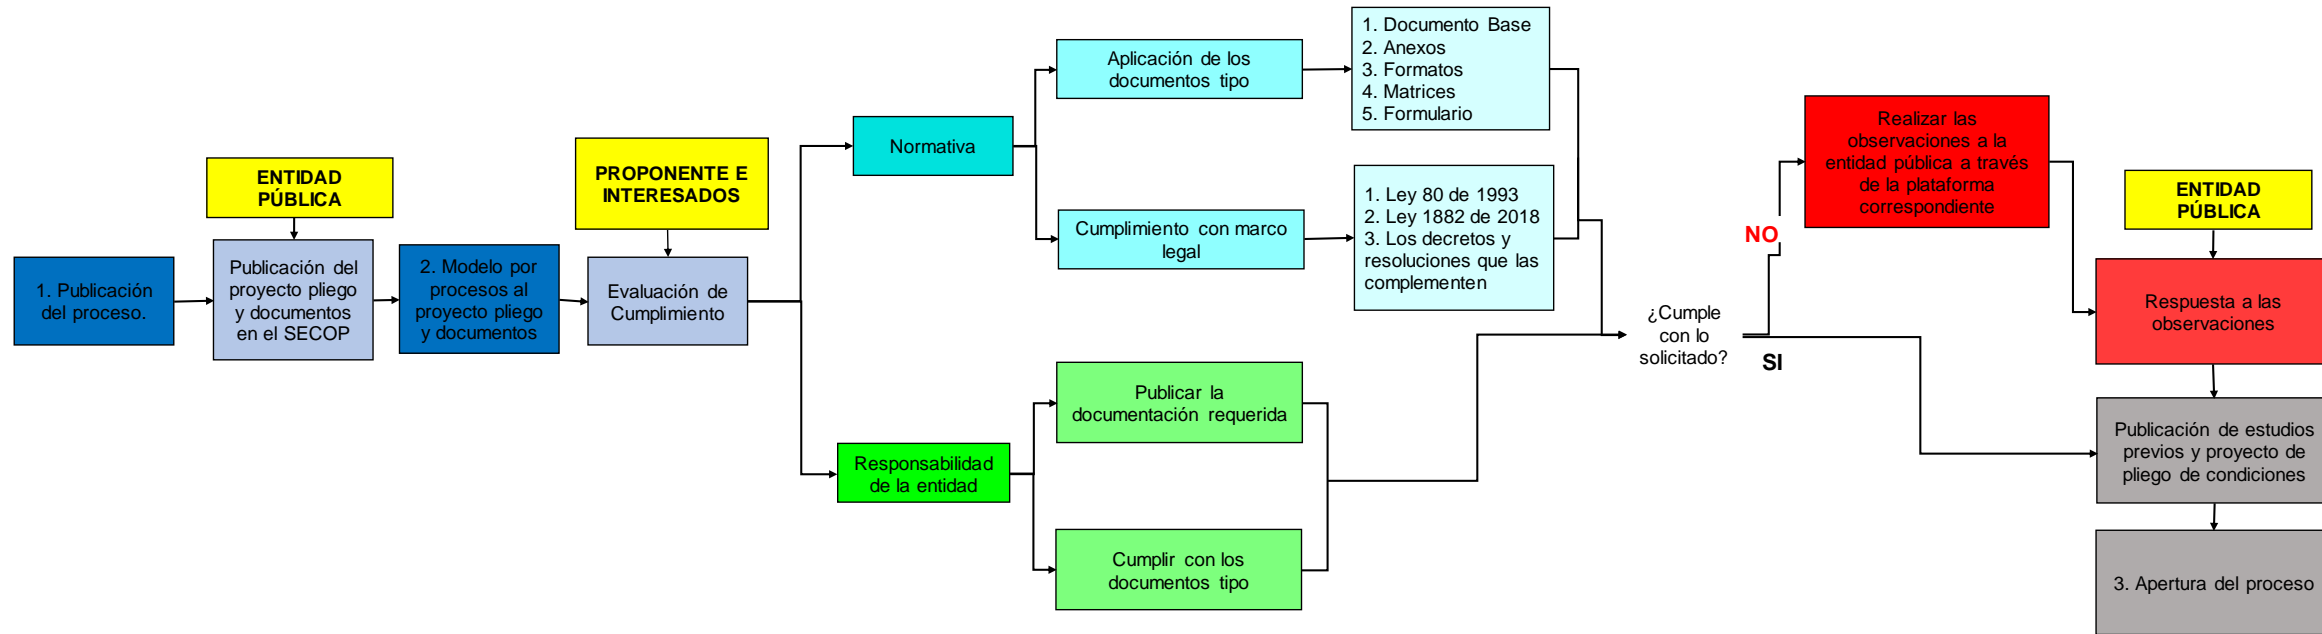 1. Publicación
del proceso.
ENTIDAD
PÚBLICA
Publicación del
proyecto pliego
y documentos
en el SECOP
2. Modelo por
procesos al
proyecto pliego
y documentos
PROPONENTE E
INTERESADOS
Evaluación de
Cumplimiento
Normativa
Aplicación de los
documentos tipo
1. Documento Base
2. Anexos
3. Formatos
4. Matrices
5. Formulario
Cumplimiento con marco
legal
1. Ley 80 de 1993
2. Ley 1882 de 2018
3. Los decretos y
resoluciones que las
complementen
Responsabilidad
de la entidad
Publicar la
documentación requerida
Cumplir con los
documentos tipo
¿Cumple
con lo
solicitado?
NO
SI
Realizar las
observaciones a la
entidad pública a través
de la plataforma
correspondiente
ENTIDAD
PÚBLICA
Respuesta a las
observaciones
Publicación de estudios
previos y proyecto de
pliego de condiciones
3. Apertura del proceso